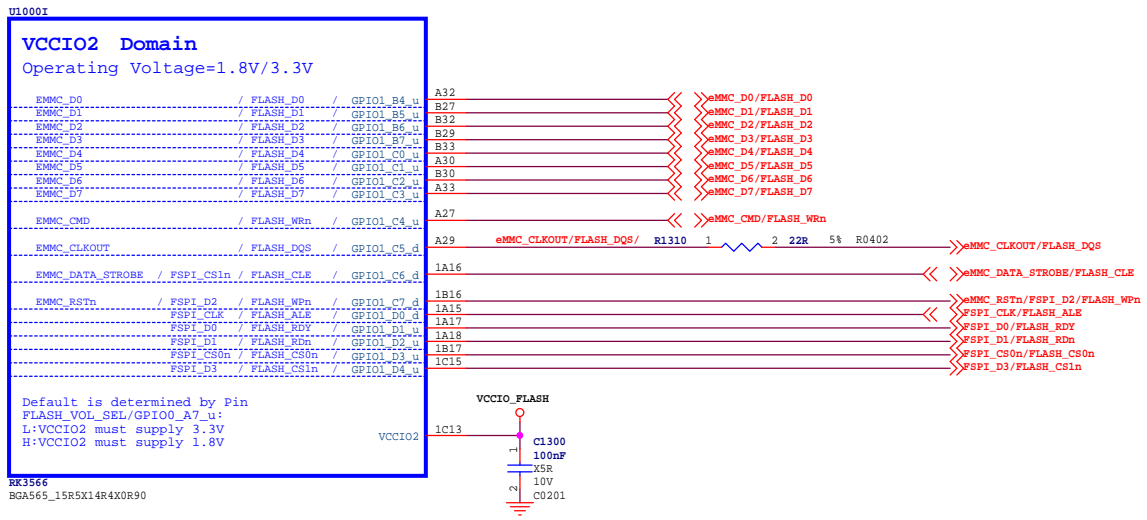 U1000I
VCCIO2 Domain
Operating Voltage=1.8V/3.3V
EMMC_D0 / FLASH_D0 / GPIO1_B4_u A32 eMMC_D0/FLASH_D0
EMMC_D1 / FLASH_D1 / GPIO1_B5_u B27 eMMC_D1/FLASH_D1
EMMC_D2 / FLASH_D2 / GPIO1_B6_u B32 eMMC_D2/FLASH_D2
EMMC_D3 / FLASH_D3 / GPIO1_B7_u B29 eMMC_D3/FLASH_D3
EMMC_D4 / FLASH_D4 / GPIO1_C0_u B33 eMMC_D4/FLASH_D4
EMMC_D5 / FLASH_D5 / GPIO1_C1_u A30 eMMC_D5/FLASH_D5
EMMC_D6 / FLASH_D6 / GPIO1_C2_u B30 eMMC_D6/FLASH_D6
EMMC_D7 / FLASH_D7 / GPIO1_C3_u A33 eMMC_D7/FLASH_D7
EMMC_CMD / FLASH_WRn / GPIO1_C4_u A27 eMMC_CMD/FLASH_WRn
EMMC_CLKOUT / FLASH_DQS / GPIO1_C5_d A29 eMMC_CLKOUT/FLASH_DQS/ R1310 1 2 22R 5% R0402 eMMC_CLKOUT/FLASH_DQS
EMMC_DATA_STROBE / FSPI_CS1n / FLASH_CLE / GPIO1_C6_d 1A16 eMMC_DATA_STROBE/FLASH_CLE
EMMC_RSTn / FSPI_D2 / FLASH_WPn / GPIO1_C7_d 1B16 eMMC_RSTn/FSPI_D2/FLASH_WPn
FSPI_CLK / FLASH_ALE / GPIO1_D0_d 1A15 FSPI_CLK/FLASH_ALE
FSPI_D0 / FLASH_RDY / GPIO1_D1_u 1A17 FSPI_D0/FLASH_RDY
FSPI_D1 / FLASH_RDn / GPIO1_D2_u 1A18 FSPI_D1/FLASH_RDn
FSPI_CS0n / FLASH_CS0n / GPIO1_D3_u 1B17 FSPI_CS0n/FLASH_CS0n
FSPI_D3 / FLASH_CS1n / GPIO1_D4_u 1C15 FSPI_D3/FLASH_CS1n
Default is determined by Pin
FLASH_VOL_SEL/GPIO0_A7_u:
L:VCCIO2 must supply 3.3V
H:VCCIO2 must supply 1.8V
VCCIO2 1C13
VCCIO_FLASH
1
2
C1300
100nF
X5R
10V
C0201
RK3566
BGA565_15R5X14R4X0R90